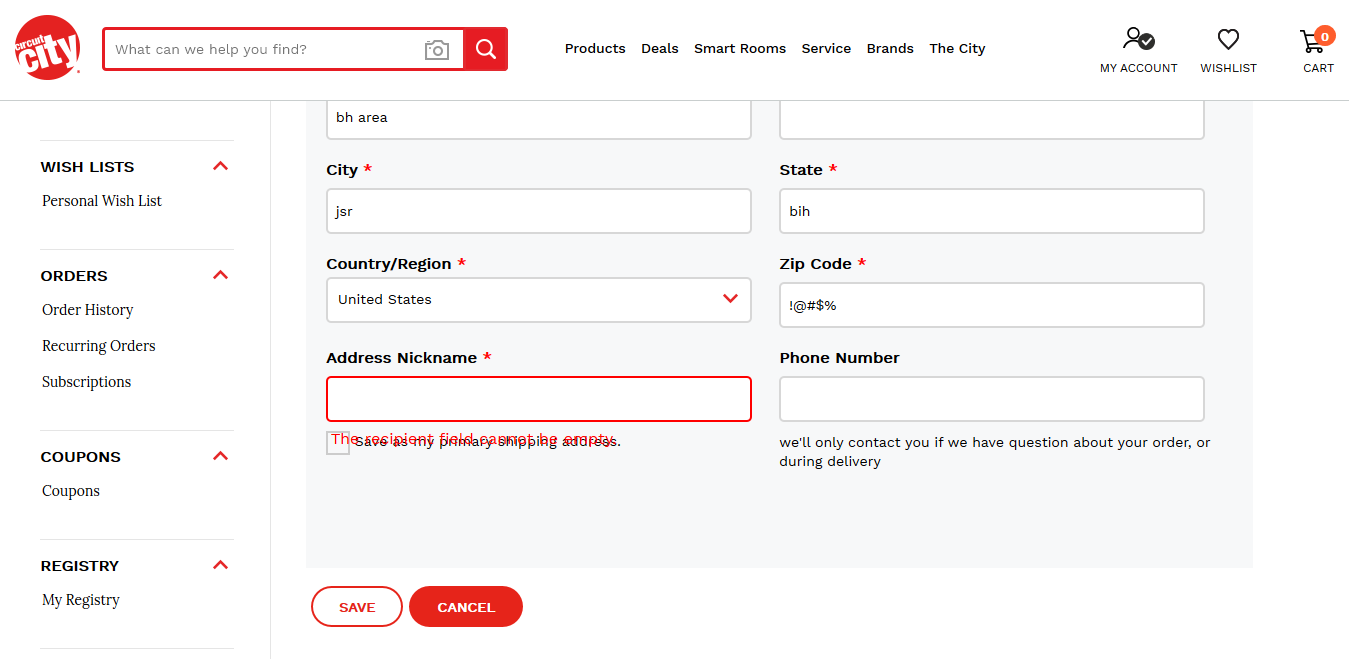 circuit city
What can we help you find?
Products Deals Smart Rooms Service Brands The City
MY ACCOUNT
WISHLIST
0
CART
WISH LISTS
Personal Wish List
ORDERS
Order History
Recurring Orders
Subscriptions
COUPONS
Coupons
REGISTRY
My Registry
bh area
City *
jsr
State *
bih
Country/Region *
United States
Zip Code *
!@#$%
Address Nickname *
The recipient field cannot be empty.
Save as my primary shipping address.
Phone Number
we'll only contact you if we have question about your order, or
during delivery
SAVE
CANCEL